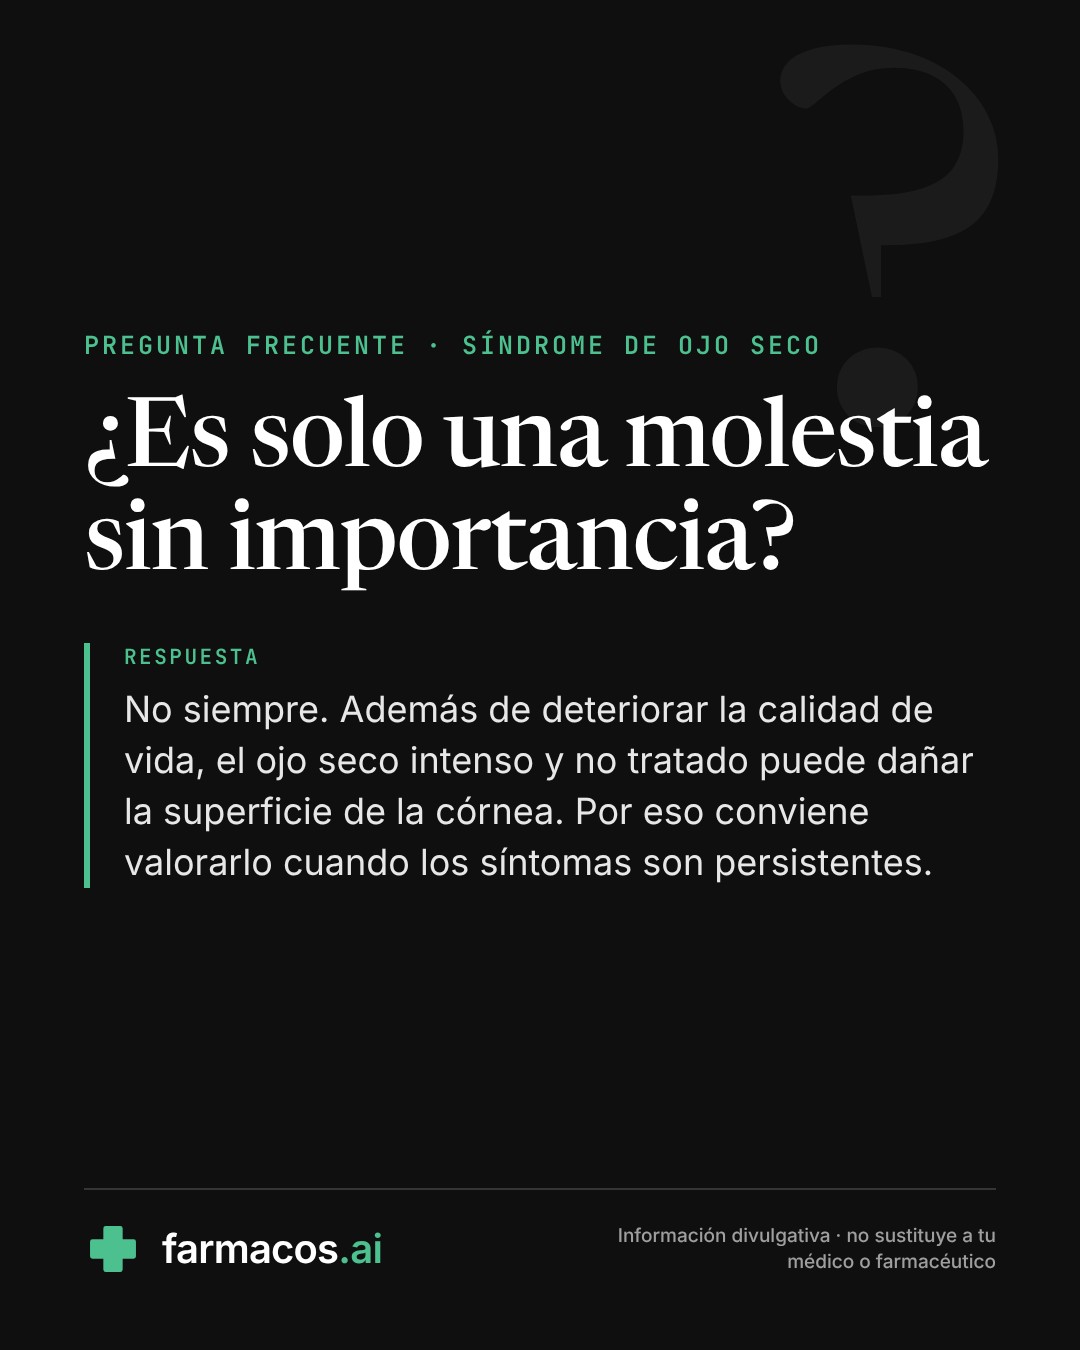 PREGUNTA FRECUENTE · SÍNDROME DE OJO SECO
¿Es solo una molestia
sin importancia?
RESPUESTA
No siempre. Además de deteriorar la calidad de
vida, el ojo seco intenso y no tratado puede dañar
la superficie de la córnea. Por eso conviene
valorarlo cuando los síntomas son persistentes.
farmacos.ai
Información divulgativa · no sustituye a tu
médico o farmacéutico